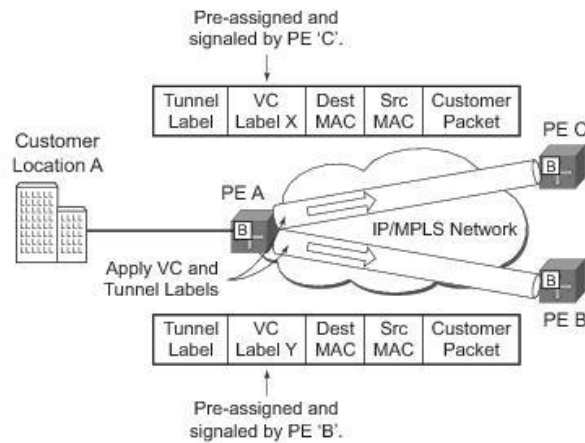 Pre-assigned and
signaled by PE ‘C’.
Tunnel Label
VC Label X
Dest MAC
Src MAC
Customer Packet
Customer
Location A
PE A
PE C
B
B
IP/MPLS Network
Apply VC and
Tunnel Labels
B
PE B
Tunnel Label
VC Label Y
Dest MAC
Src MAC
Customer Packet
Pre-assigned and
signaled by PE ‘B’.